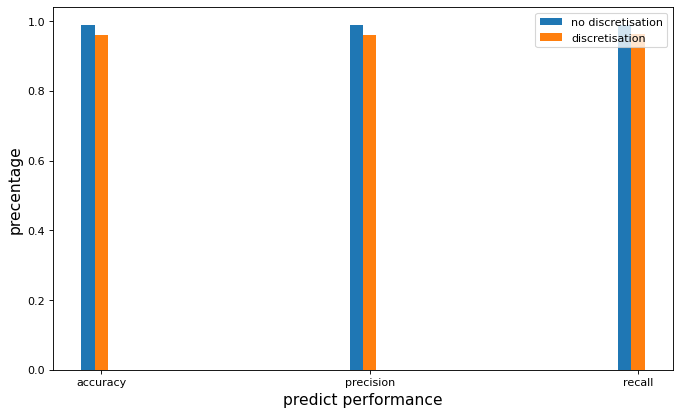 no discretisation
discretisation
1.0
0.8
0.6
0.4
0.2
0.0
precentage
accuracy precision recall
predict performance